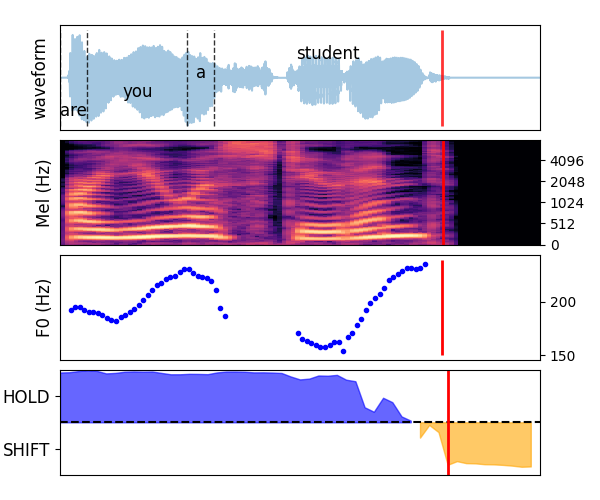 waveform
are
you
a
student
Mel (Hz)
4096
2048
1024
512
0
F0 (Hz)
200
150
HOLD
SHIFT